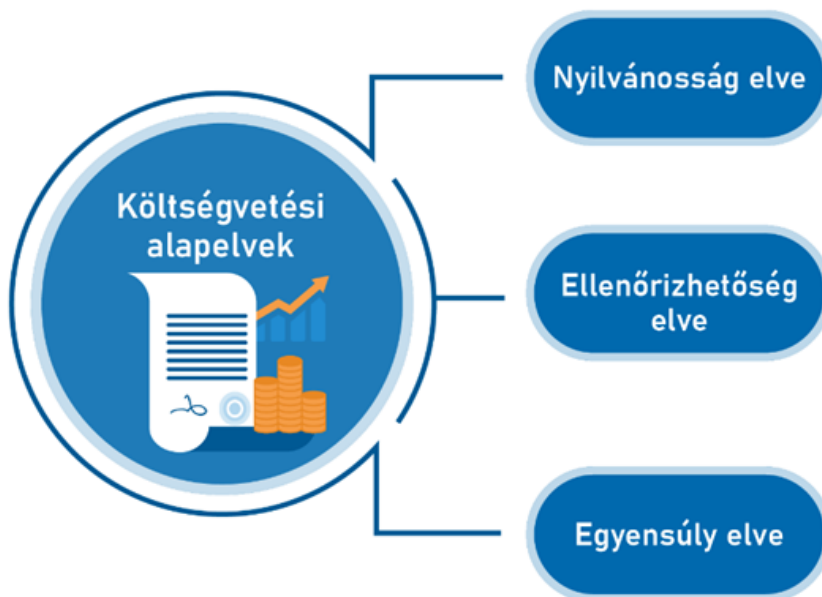 Költségvetési
alapelvek
Nyilvánosság elve
Ellenőrizhetőség
elve
Egyensúly elve